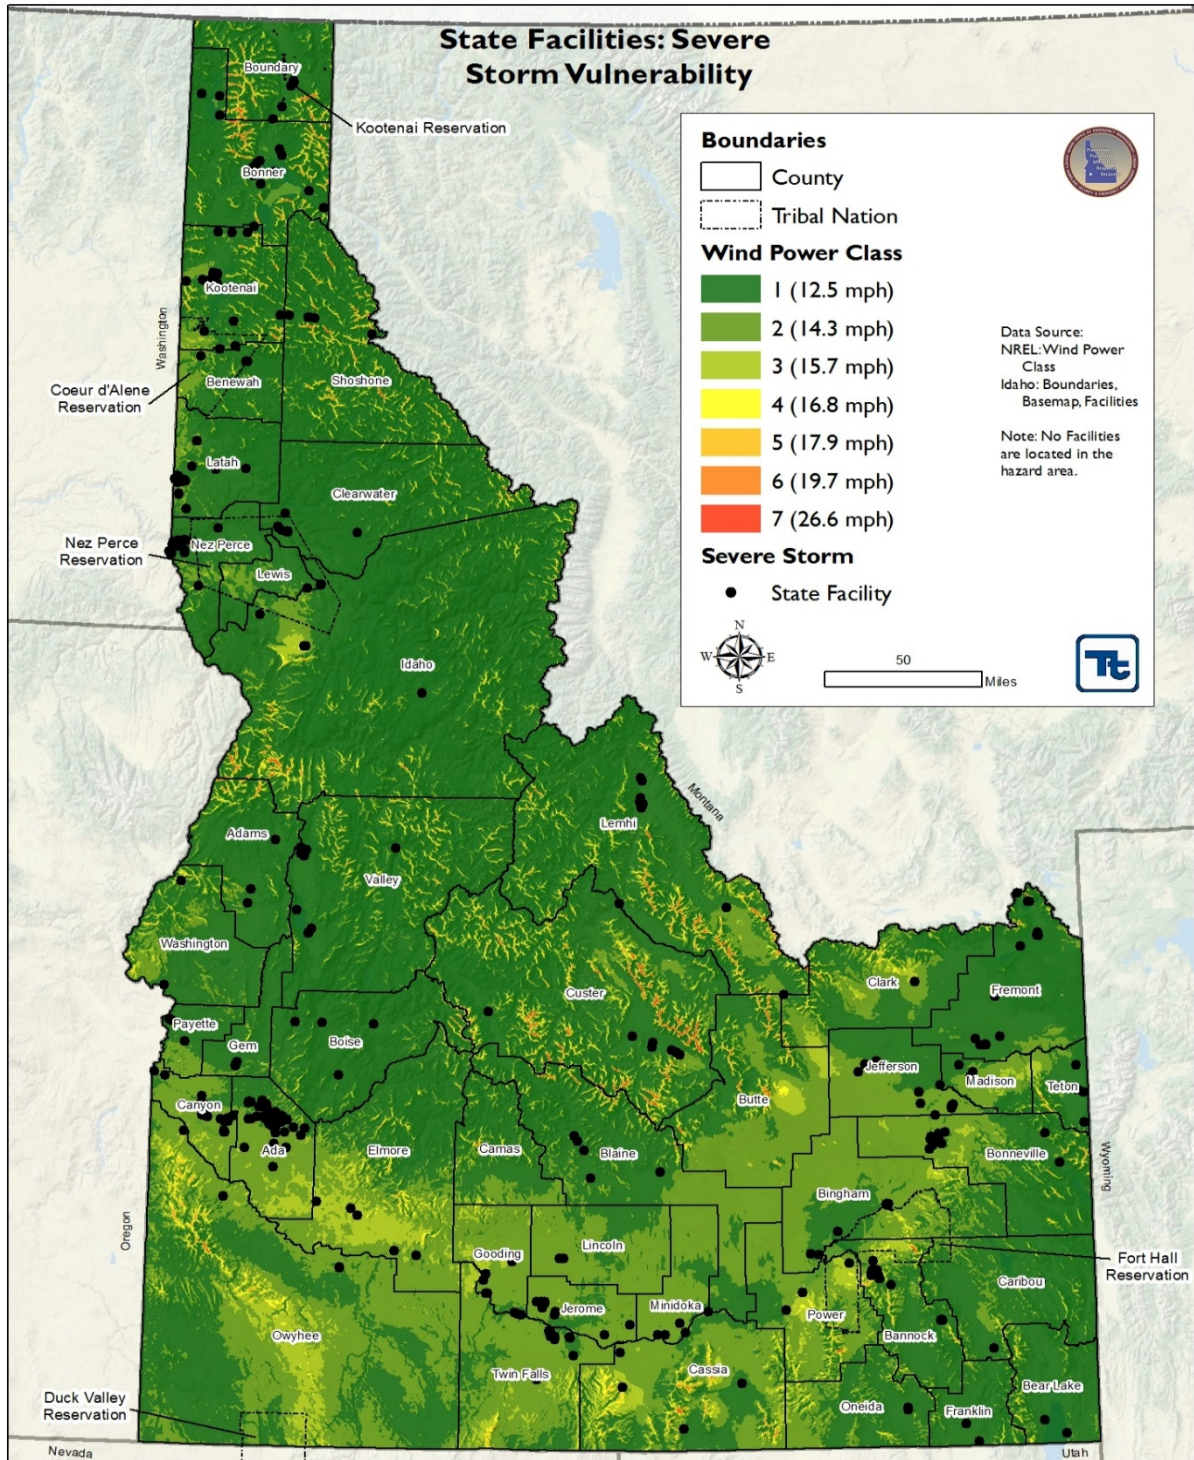 State Facilities: Severe
Storm Vulnerability
Boundaries
County
Tribal Nation
Wind Power Class
1 (12.5 mph)
2 (14.3 mph)
3 (15.7 mph)
4 (16.8 mph)
5 (17.9 mph)
6 (19.7 mph)
7 (26.6 mph)
Severe Storm
State Facility
Data Source:
NREL: Wind Power
Class
Idaho: Boundaries,
Basemap, Facilities
Note: No Facilities
are located in the
hazard area.
N
W
E
S
50
Miles
Tt
Boundary
Kootenai Reservation
Bonner
Kootenai
Washington
Coeur d'Alene
Reservation
Benewah
Shoshone
Latah
Clearwater
Nez Perce
Reservation
Nez Perce
Lewis
Idaho
Montana
Lemhi
Adams
Valley
Washington
Custer
Clark
Fremont
Payette
Gem
Boise
Jefferson
Madison
Teton
Butte
Canyon
Ada
Elmore
Camas
Blaine
Bonneville
Wyoming
Bingham
Oregon
Gooding
Lincoln
Fort Hall
Reservation
Caribou
Jerome
Minidoka
Power
Bannock
Owyhee
Twin Falls
Cassia
Bear Lake
Oneida
Franklin
Duck Valley
Reservation
Nevada
Utah